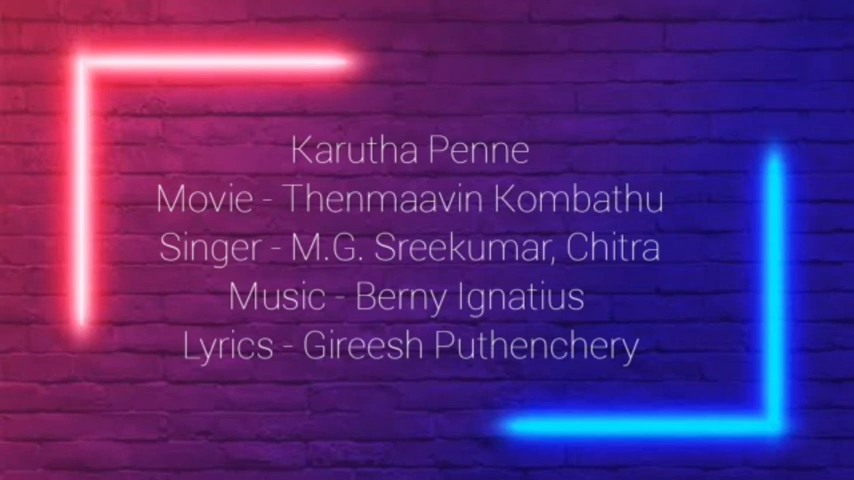 Karutha Penne
Movie - Thenmaavin Kombathu
Singer - M.G. Sreekumar, Chitra
Music - Berny Ignatius
Lyrics - Gireesh Puthenchery